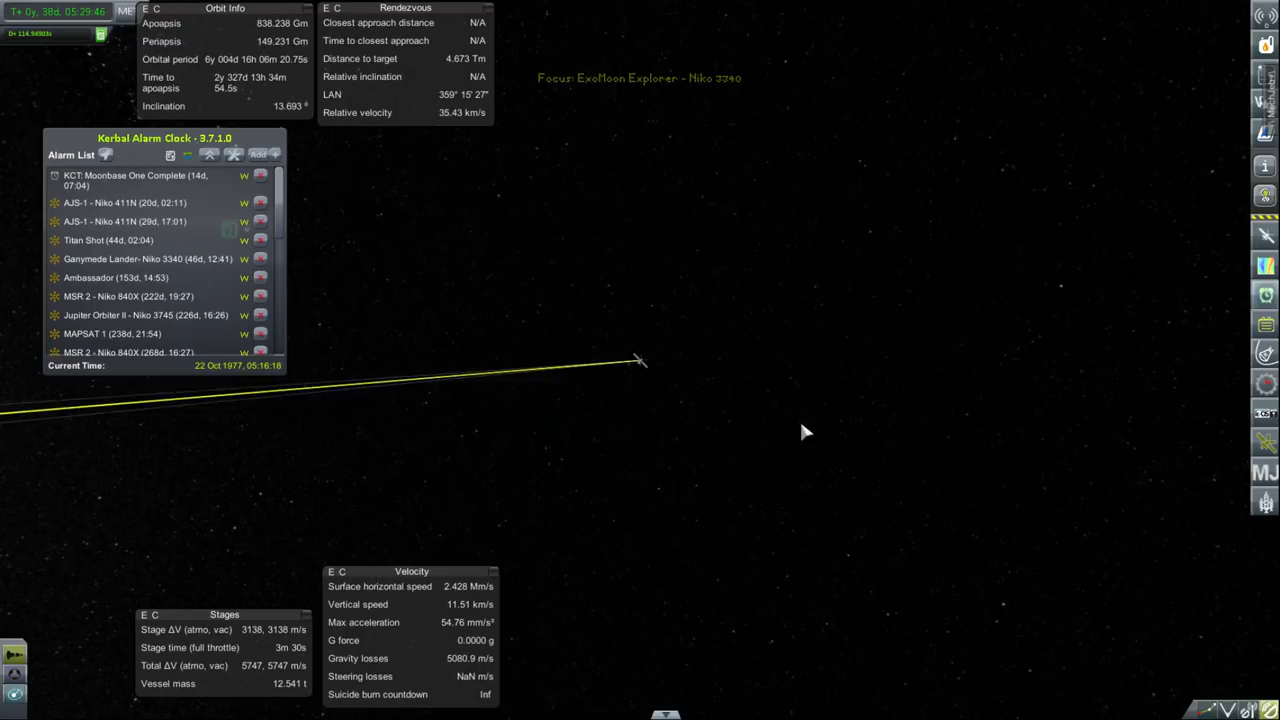 T+ 0y, 38d, 05:29:46
MET
D+ 114.94903s
E C Orbit Info
Apoapsis 838.238 Gm
Periapsis 149.231 Gm
Orbital period 6y 004d 16h 06m 20.75s
Time to apoapsis 2y 327d 13h 34m 54.5s
Inclination 13.693 °
E C Rendezvous
Closest approach distance N/A
Time to closest approach N/A
Distance to target 4.673 Tm
Relative inclination N/A
LAN 359° 15' 27"
Relative velocity 35.43 km/s
Focus: ExoMoon Explorer - Niko 3340
Kerbal Alarm Clock - 3.7.1.0
Alarm List Add +
KCT: Moonbase One Complete (14d, 07:04) W
AJS-1 - Niko 411N (20d, 02:11) W
AJS-1 - Niko 411N (29d, 17:01) W
Titan Shot (44d, 02:04) W
Ganymede Lander- Niko 3340 (46d, 12:41) W
Ambassador (153d, 14:53) W
MSR 2 - Niko 840X (222d, 19:27) W
Jupiter Orbiter II - Niko 3745 (226d, 16:26) W
MAPSAT 1 (238d, 21:54) W
MSR 2 - Niko 840X (268d, 16:27) W
Current Time: 22 Oct 1977, 05:16:18
E C Velocity
Surface horizontal speed 2.428 Mm/s
Vertical speed 11.51 km/s
Max acceleration 54.76 mm/s²
G force 0.0000 g
Gravity losses 5080.9 m/s
Steering losses NaN m/s
Suicide burn countdown Inf
E C Stages
Stage ΔV (atmo, vac) 3138, 3138 m/s
Stage time (full throttle) 3m 30s
Total ΔV (atmo, vac) 5747, 5747 m/s
Vessel mass 12.541 t
MechJeb
MJ